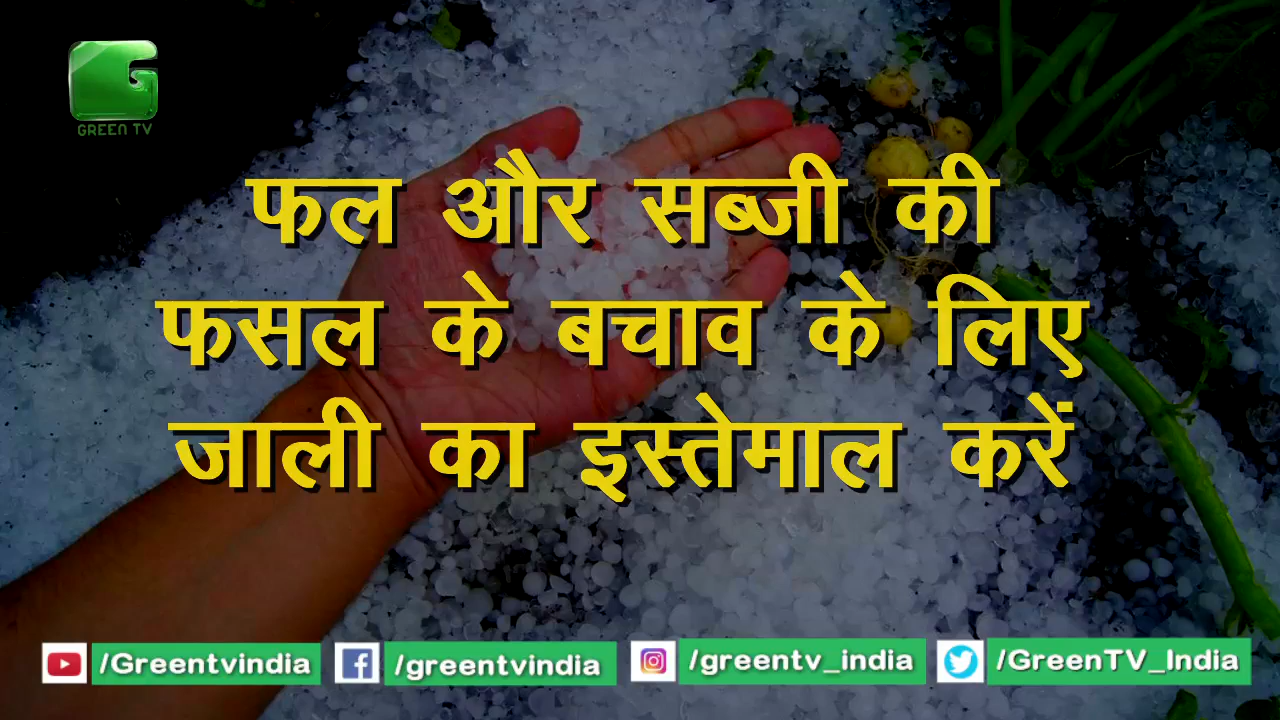 GREEN TV
फल और सब्जी की
फसल के बचाव के लिए
जाली का इस्तेमाल करें
/Greentvindia /greentvindia /greentv_india /GreenTV_India